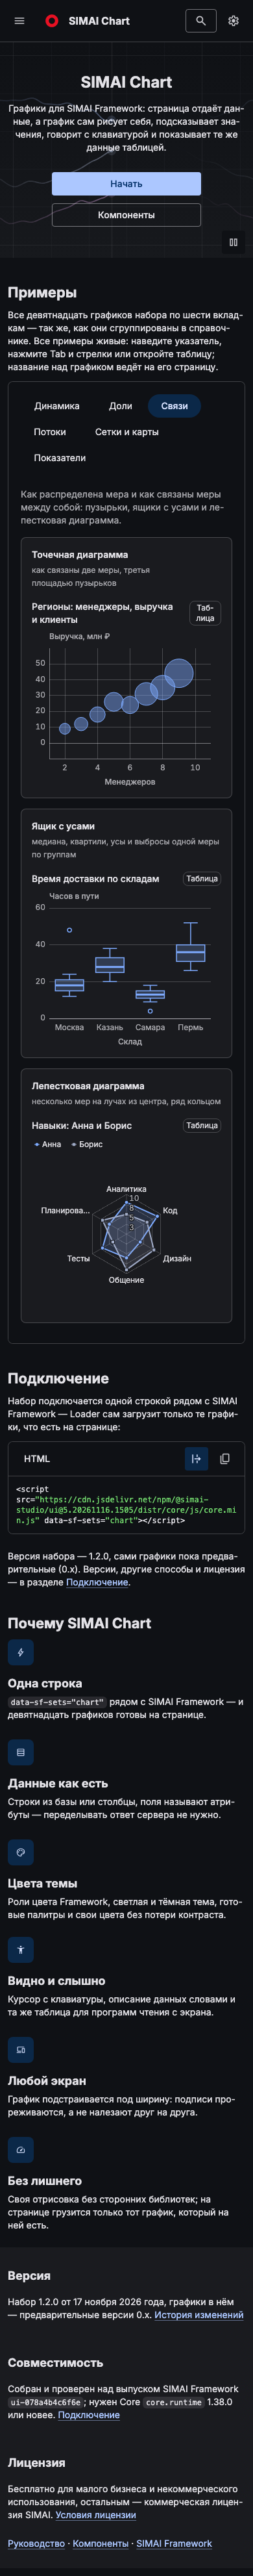 SIMAI Chart
SIMAI Chart
Графики для SIMAI Framework: страница отдаёт дан-
ные, а график сам рисует себя, подсказывает зна-
чения, говорит с клавиатурой и показывает те же
данные таблицей.
Начать
Компоненты
Примеры
Все девятнадцать графиков набора по шести вклад-
кам — так же, как они сгруппированы в справоч-
нике. Все примеры живые: наведите указатель,
нажмите Tab и стрелки или откройте таблицу;
название над графиком ведёт на его страницу.
Динамика Доли Связи
Потоки Сетки и карты
Показатели
Как распределена мера и как связаны меры
между собой: пузырьки, ящики с усами и ле-
пестковая диаграмма.
Точечная диаграмма
как связаны две меры, третья
площадью пузырьков
Регионы: менеджеры, выручка
и клиенты
Таб-
лица
Выручка, млн ₽
50
40
30
20
10
0
2 4 6 8 10
Менеджеров
Ящик с усами
медиана, квартили, усы и выбросы одной меры
по группам
Время доставки по складам
Таблица
Часов в пути
60
40
20
0
Москва Казань Самара Пермь
Склад
Лепестковая диаграмма
несколько мер на лучах из центра, ряд кольцом
Навыки: Анна и Борис
Таблица
Анна Борис
Аналитика
10
8
5
3
Планирова... Код
Тесты Дизайн
Общение
Подключение
Набор подключается одной строкой рядом с SIMAI
Framework — Loader сам загрузит только те графи-
ки, что есть на странице:
HTML
<script
src="https://cdn.jsdelivr.net/npm/@simai-
studio/ui@5.20261116.1505/distr/core/js/core.mi
n.js" data-sf-sets="chart"></script>
Версия набора — 1.2.0, сами графики пока предва-
рительные (0.x). Версии, другие способы и лицензия
— в разделе Подключение.
Почему SIMAI Chart
Одна строка
data-sf-sets="chart" рядом с SIMAI Framework — и
девятнадцать графиков готовы на странице.
Данные как есть
Строки из базы или столбцы, поля называют атри-
буты — переделывать ответ сервера не нужно.
Цвета темы
Роли цвета Framework, светлая и тёмная тема, гото-
вые палитры и свои цвета без потери контраста.
Видно и слышно
Курсор с клавиатуры, описание данных словами и
та же таблица для программ чтения с экрана.
Любой экран
График подстраивается под ширину: подписи про-
реживаются, а не налезают друг на друга.
Без лишнего
Своя отрисовка без сторонних библиотек; на
странице грузится только тот график, который на
ней есть.
Версия
Набор 1.2.0 от 17 ноября 2026 года, графики в нём
— предварительные версии 0.x. История изменений
Совместимость
Собран и проверен над выпуском SIMAI Framework
ui-078a4b4c6f6e; нужен Core core.runtime 1.38.0
или новее. Подключение
Лицензия
Бесплатно для малого бизнеса и некоммерческого
использования, остальным — коммерческая лицен-
зия SIMAI. Условия лицензии
Руководство · Компоненты · SIMAI Framework